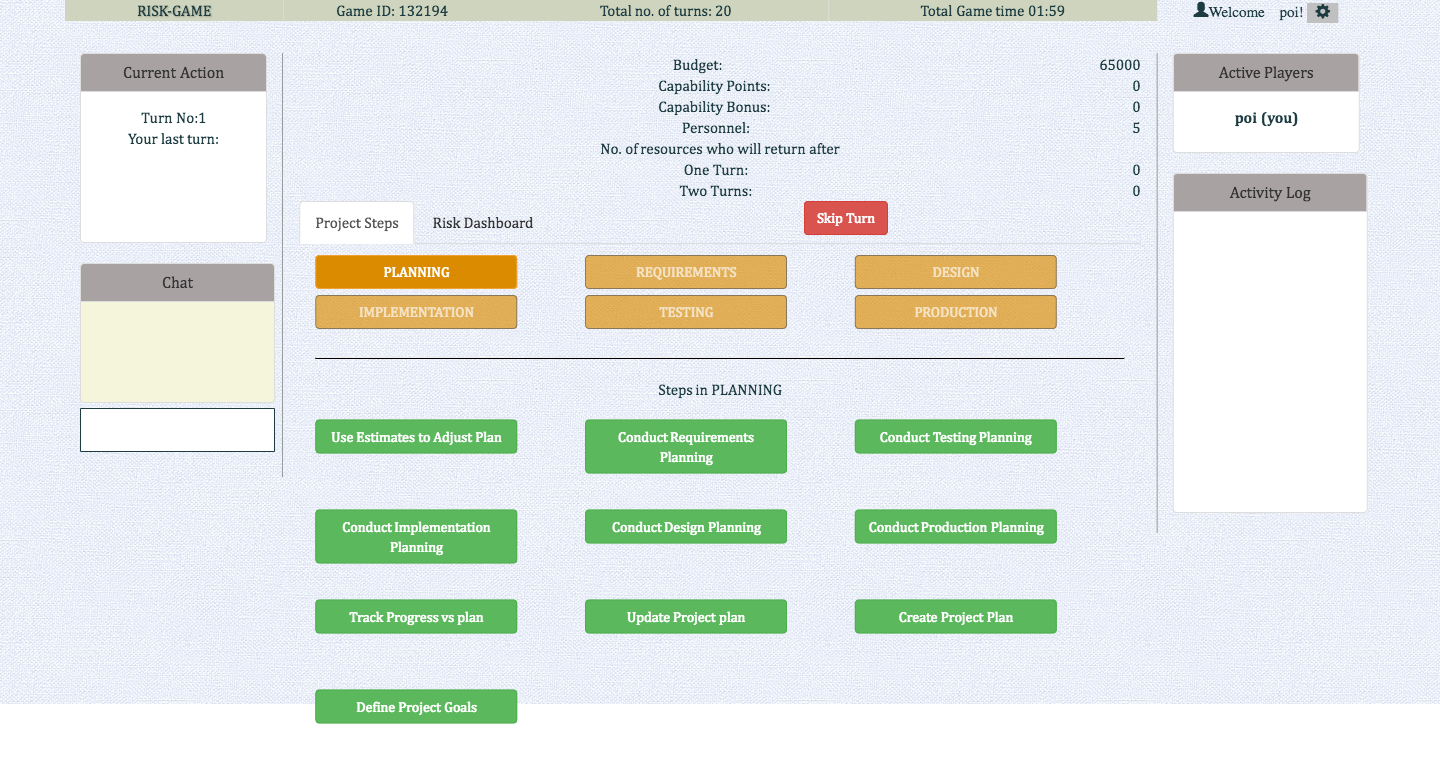 RISK-GAME
Game ID: 132194
Total no. of turns: 20
Total Game time 01:59
Welcome poi!
Current Action
Turn No:1
Your last turn:
Chat
Budget: 65000
Capability Points: 0
Capability Bonus: 0
Personnel: 5
No. of resources who will return after
One Turn: 0
Two Turns: 0
Project Steps
Risk Dashboard
Skip Turn
PLANNING
REQUIREMENTS
DESIGN
IMPLEMENTATION
TESTING
PRODUCTION
Steps in PLANNING
Use Estimates to Adjust Plan
Conduct Requirements
Planning
Conduct Testing Planning
Conduct Implementation
Planning
Conduct Design Planning
Conduct Production Planning
Track Progress vs plan
Update Project plan
Create Project Plan
Define Project Goals
Active Players
poi (you)
Activity Log